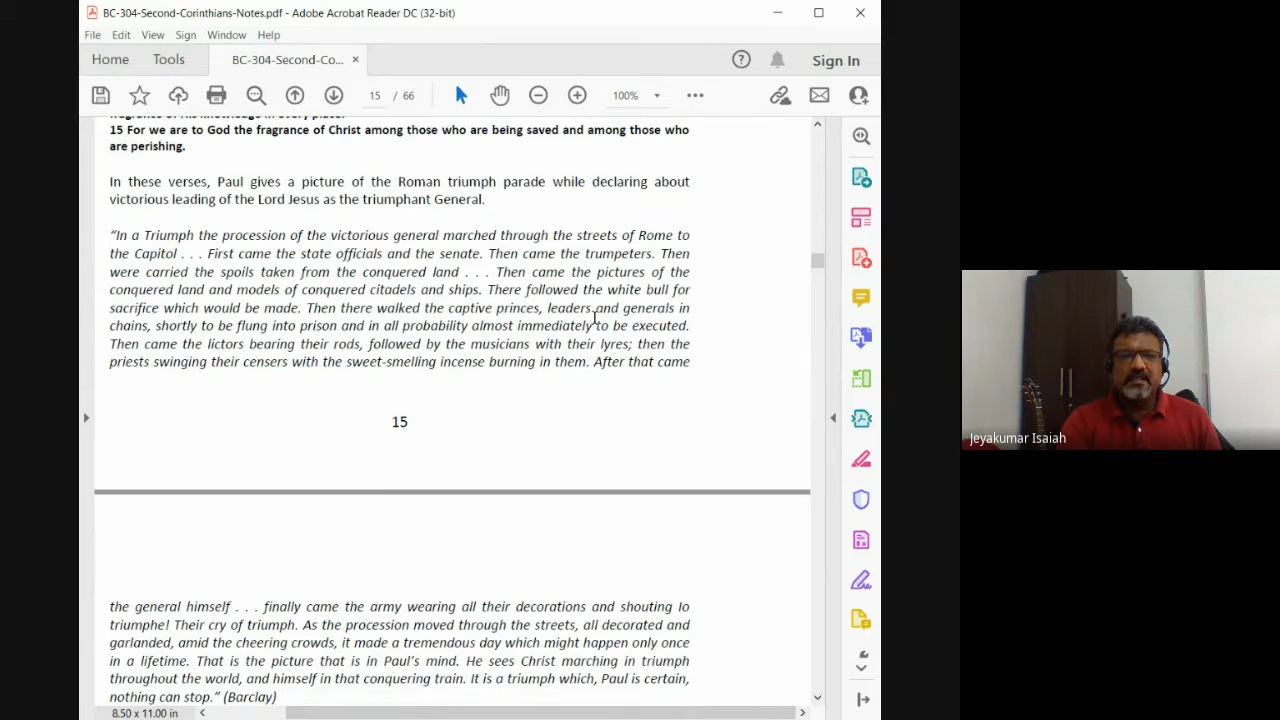 BC-304-Second-Corinthians-Notes.pdf - Adobe Acrobat Reader DC (32-bit)
File Edit View Sign Window Help
Home Tools BC-304-Second-Co... × Sign In
15 / 66 100%
fragrance of His knowledge in every place.
15 For we are to God the fragrance of Christ among those who are being saved and among those who
are perishing.
In these verses, Paul gives a picture of the Roman triumph parade while declaring about
victorious leading of the Lord Jesus as the triumphant General.
“In a Triumph the procession of the victorious general marched through the streets of Rome to
the Capitol . . . First came the state officials and the senate. Then came the trumpeters. Then
were carried the spoils taken from the conquered land . . . Then came the pictures of the
conquered land and models of conquered citadels and ships. There followed the white bull for
sacrifice which would be made. Then there walked the captive princes, leaders and generals in
chains, shortly to be flung into prison and in all probability almost immediately to be executed.
Then came the lictors bearing their rods, followed by the musicians with their lyres; then the
priests swinging their censers with the sweet-smelling incense burning in them. After that came
15
the general himself . . . finally came the army wearing all their decorations and shouting Io
triumphe! Their cry of triumph. As the procession moved through the streets, all decorated and
garlanded, amid the cheering crowds, it made a tremendous day which might happen only once
in a lifetime. That is the picture that is in Paul’s mind. He sees Christ marching in triumph
throughout the world, and himself in that conquering train. It is a triumph which, Paul is certain,
nothing can stop.” (Barclay)
8.50 x 11.00 in
Jeyakumar Isaiah